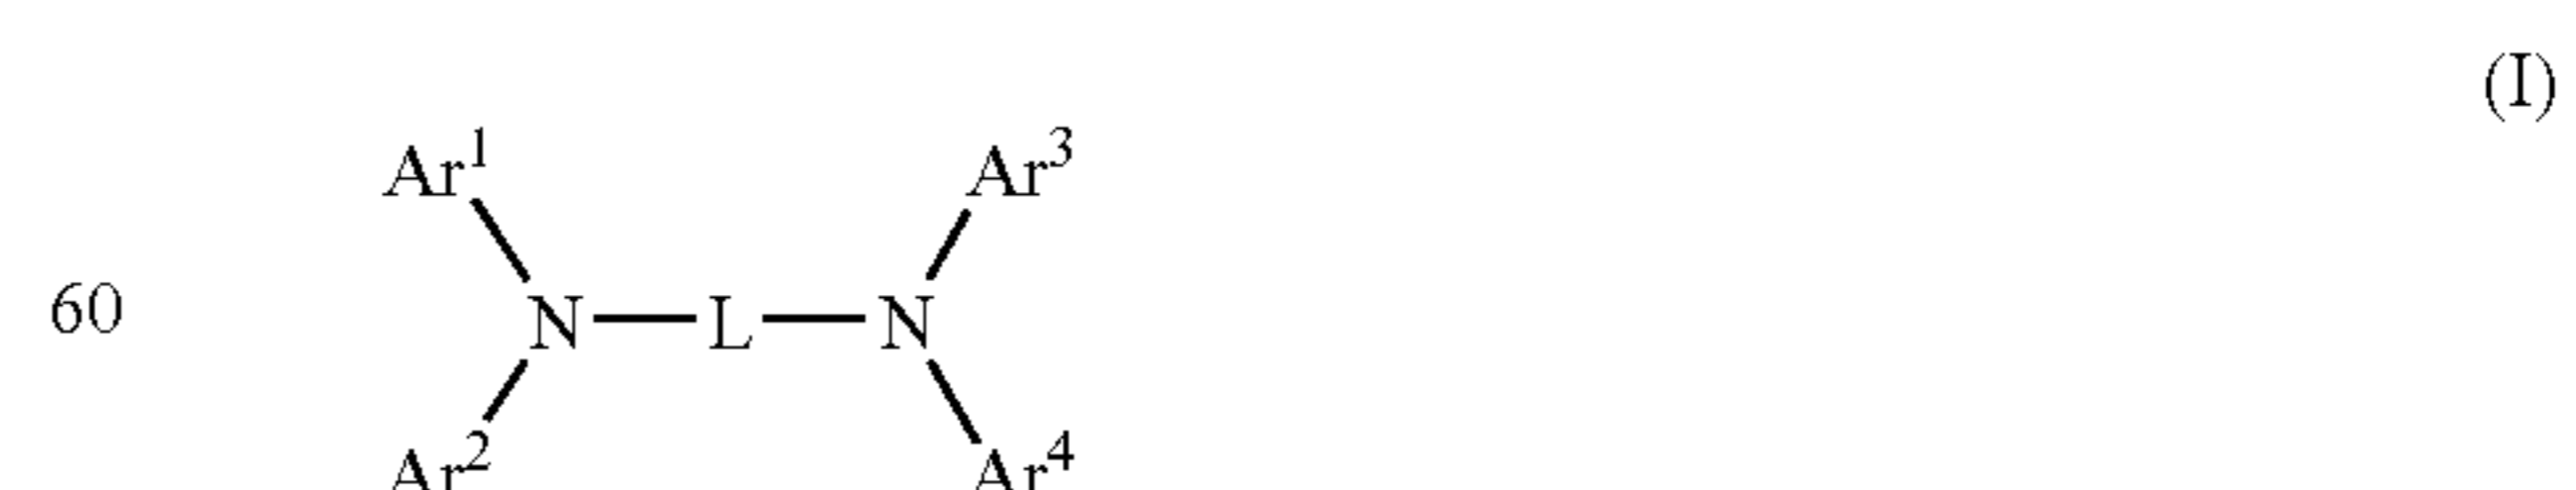 (I)
Ar¹ Ar³
60 N—L—N
Ar² Ar⁴